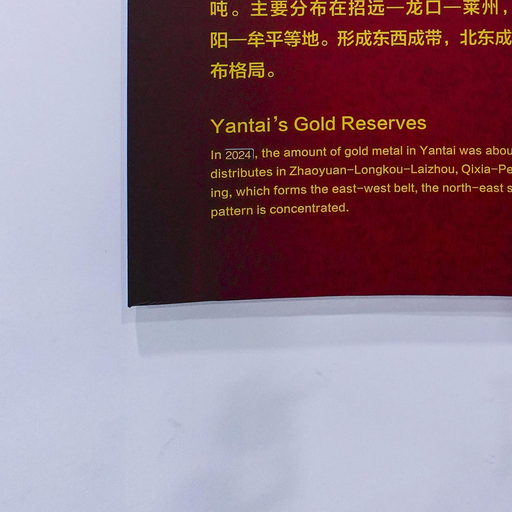 吨。主要分布在招远—龙口—莱州，
阳—牟平等地。形成东西成带，北东成
布格局。
Yantai's Gold Reserves
In 2024, the amount of gold metal in Yantai was abou
distributes in Zhaoyuan-Longkou-Laizhou, Qixia-Pe
ing, which forms the east-west belt, the north-east s
pattern is concentrated.